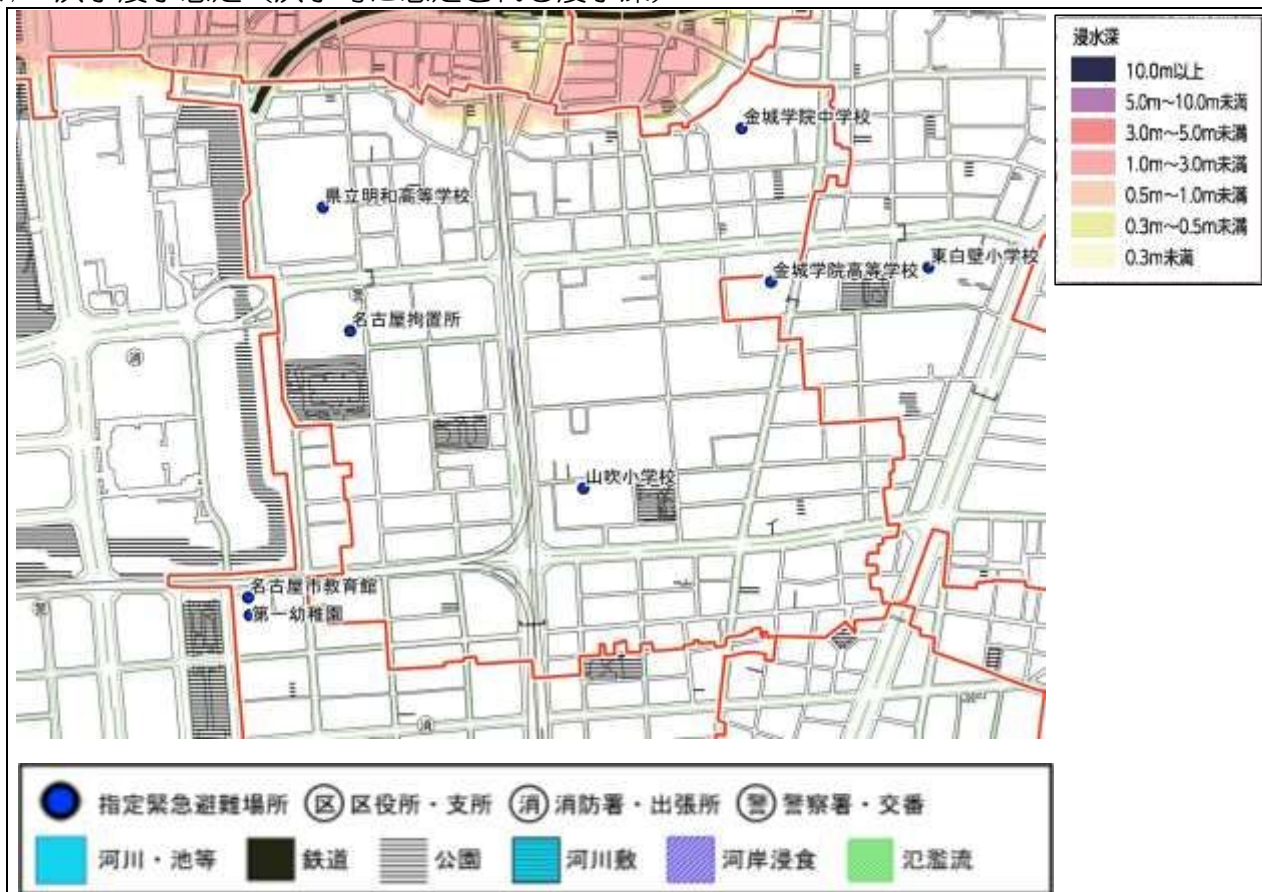 浸水深
10.0m以上
5.0m～10.0m未満
3.0m～5.0m未満
1.0m～3.0m未満
0.5m～1.0m未満
0.3m～0.5m未満
0.3m未満
金城学院中学校
県立明和高等学校
東白壁小学校
金城学院高等学校
名古屋拘置所
消
山吹小学校
名古屋市教育館
第一幼稚園
消
指定緊急避難場所 区 区役所・支所 消 消防署・出張所 警 警察署・交番
河川・池等 鉄道 公園 河川敷 河岸浸食 氾濫流